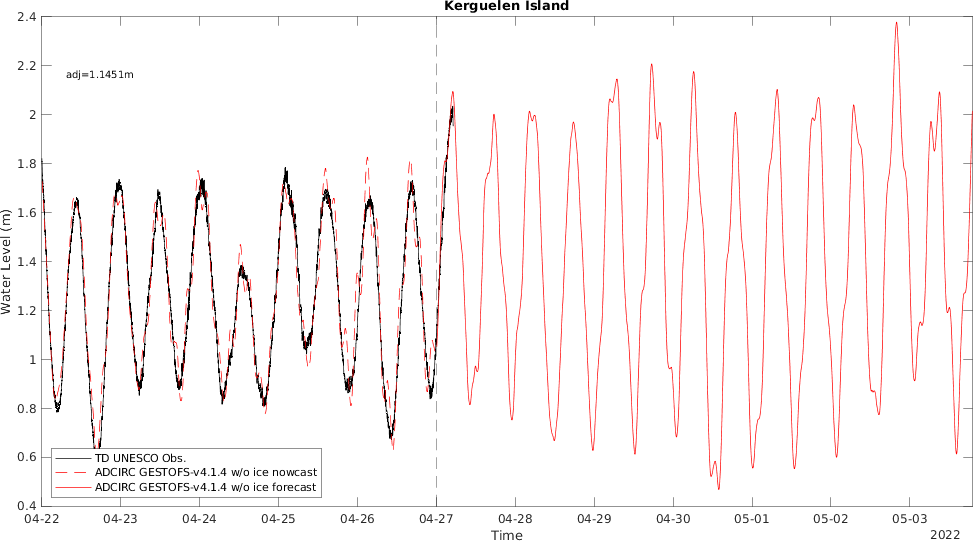 Kerguelen Island
2.4
2.2
2
1.8
1.6
1.4
1.2
1
0.8
0.6
0.4
Water Level (m)
adj=1.1451m
TD UNESCO Obs.
ADCIRC GESTOFS-v4.1.4 w/o ice nowcast
ADCIRC GESTOFS-v4.1.4 w/o ice forecast
04-22 04-23 04-24 04-25 04-26 04-27 04-28 04-29 04-30 05-01 05-02 05-03
Time
2022